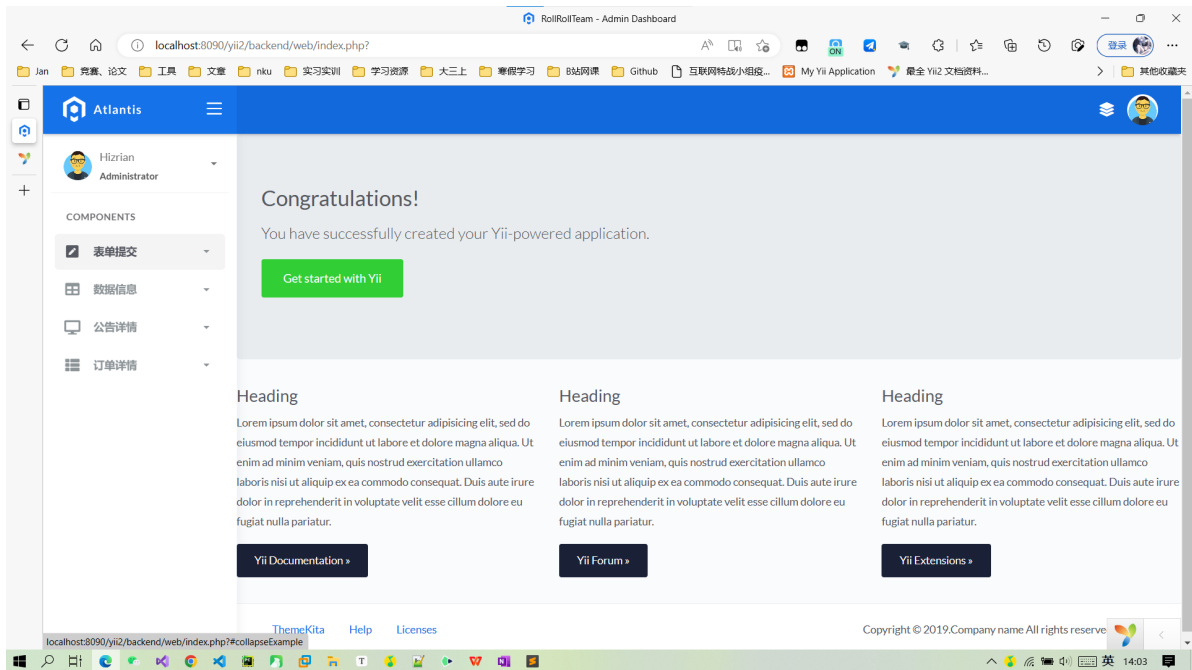 RollRollTeam - Admin Dashboard
localhost:8090/yii2/backend/web/index.php?
ON
登录
Jan
竞赛、论文
工具
文章
nku
实习实训
学习资源
大三上
寒假学习
B站网课
Github
互联网特战小组疫...
My Yii Application
最全 Yii2 文档资料...
其他收藏夹
Atlantis
Hizrian
Administrator
COMPONENTS
表单提交
数据信息
公告详情
订单详情
Congratulations!
You have successfully created your Yii-powered application.
Get started with Yii
Heading
Lorem ipsum dolor sit amet, consectetur adipisicing elit, sed do
eiusmod tempor incididunt ut labore et dolore magna aliqua. Ut
enim ad minim veniam, quis nostrud exercitation ullamco
laboris nisi ut aliquip ex ea commodo consequat. Duis aute irure
dolor in reprehenderit in voluptate velit esse cillum dolore eu
fugiat nulla pariatur.
Yii Documentation »
Heading
Lorem ipsum dolor sit amet, consectetur adipisicing elit, sed do
eiusmod tempor incididunt ut labore et dolore magna aliqua. Ut
enim ad minim veniam, quis nostrud exercitation ullamco
laboris nisi ut aliquip ex ea commodo consequat. Duis aute irure
dolor in reprehenderit in voluptate velit esse cillum dolore eu
fugiat nulla pariatur.
Yii Forum »
Heading
Lorem ipsum dolor sit amet, consectetur adipisicing elit, sed do
eiusmod tempor incididunt ut labore et dolore magna aliqua. Ut
enim ad minim veniam, quis nostrud exercitation ullamco
laboris nisi ut aliquip ex ea commodo consequat. Duis aute irure
dolor in reprehenderit in voluptate velit esse cillum dolore eu
fugiat nulla pariatur.
Yii Extensions »
ThemeKita
Help
Licenses
Copyright © 2019.Company name All rights reserve
localhost:8090/yii2/backend/web/index.php?#collapseExample
英
14:03